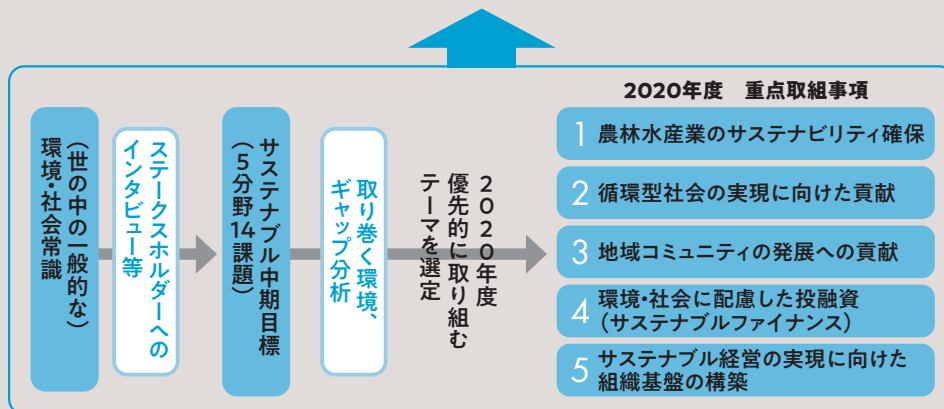 (世の中の一般的な)
環境・社会常識
ステークスホルダーへの
インタビュー等
サステナブル中期目標
(5分野14課題)
取り巻く環境、
ギャップ分析
2020年度
優先的に取り組む
テーマを選定
2020年度 重点取組事項
1 農林水産業のサステナビリティ確保
2 循環型社会の実現に向けた貢献
3 地域コミュニティの発展への貢献
4 環境・社会に配慮した投融資
(サステナブルファイナンス)
5 サステナブル経営の実現に向けた
組織基盤の構築